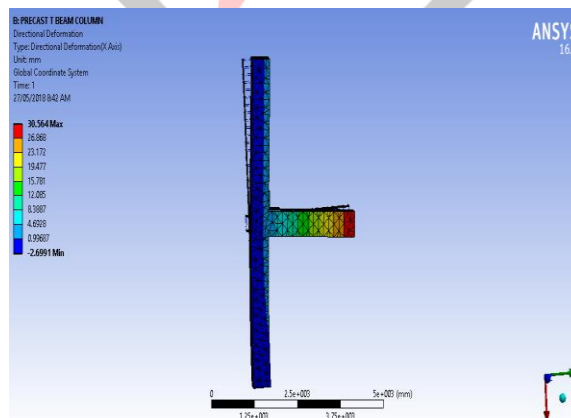 B: PRECAST T BEAM COLUMN
Directional Deformation
Type: Directional Deformation(X Axis)
Unit: mm
Global Coordinate System
Time: 1
27/05/2018 8:42 AM
30.564 Max
26.868
23.172
19.477
15.781
12.085
8.3887
4.6928
0.99687
-2.6991 Min
ANSYS
16.
0
2.5e+003
5e+003 (mm)
1.25e+003
3.75e+003